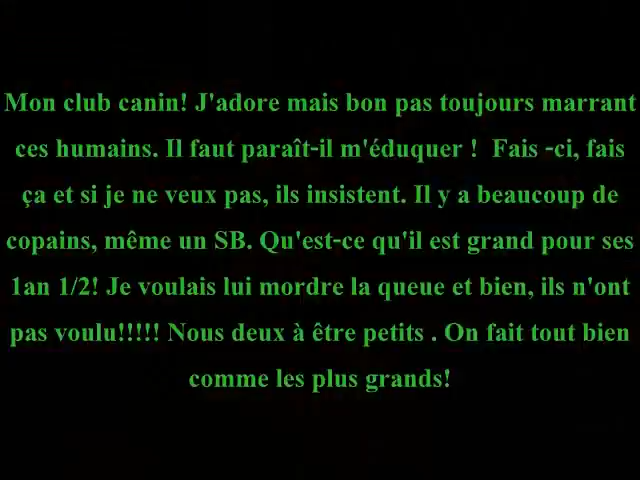 Mon club canin! J'adore mais bon pas toujours marrant
ces humains. Il faut paraît-il m'éduquer !  Fais -ci, fais
ça et si je ne veux pas, ils insistent. Il y a beaucoup de
copains, même un SB. Qu'est-ce qu'il est grand pour ses
1an 1/2! Je voulais lui mordre la queue et bien, ils n'ont
pas voulu!!!!! Nous deux à être petits . On fait tout bien
comme les plus grands!